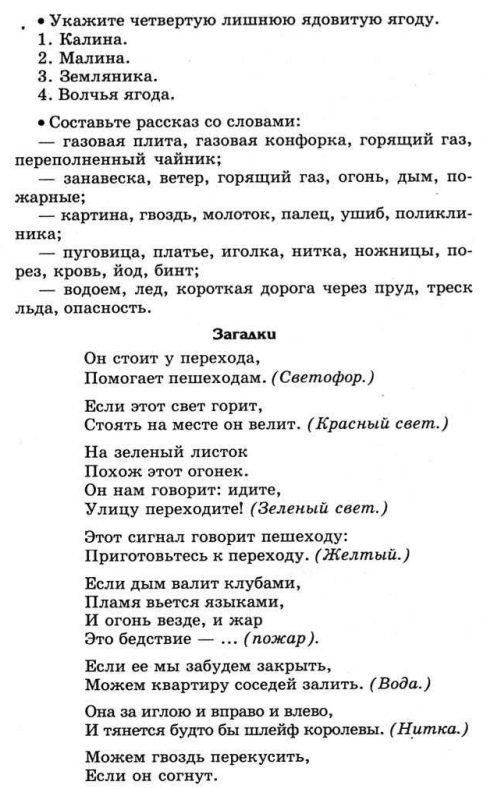 • Укажите четвертую лишнюю ядовитую ягоду.
1. Калина.
2. Малина.
3. Земляника.
4. Волчья ягода.
• Составьте рассказ со словами:
— газовая плита, газовая конфорка, горящий газ,
переполненный чайник;
— занавеска, ветер, горящий газ, огонь, дым, по-
жарные;
— картина, гвоздь, молоток, палец, ушиб, поликли-
ника;
— пуговица, платье, иголка, нитка, ножницы, по-
рез, кровь, йод, бинт;
— водоем, лед, короткая дорога через пруд, треск
льда, опасность.
Загадки
Он стоит у перехода,
Помогает пешеходам. (Светофор.)
Если этот свет горит,
Стоять на месте он велит. (Красный свет.)
На зеленый листок
Похож этот огонек.
Он нам говорит: идите,
Улицу переходите! (Зеленый свет.)
Этот сигнал говорит пешеходу:
Приготовьтесь к переходу. (Желтый.)
Если дым валит клубами,
Пламя вьется языками,
И огонь везде, и жар
Это бедствие — ... (пожар).
Если ее мы забудем закрыть,
Можем квартиру соседей залить. (Вода.)
Она за иглою и вправо и влево,
И тянется будто бы шлейф королевы. (Нитка.)
Можем гвоздь перекусить,
Если он согнут.